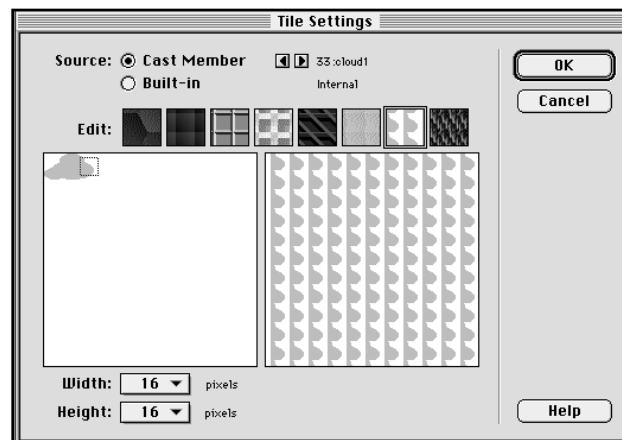 Tile Settings
Source: Cast Member 33:cloud1
Built-in Internal
OK
Cancel
Edit:
Width: 16 pixels
Height: 16 pixels
Help